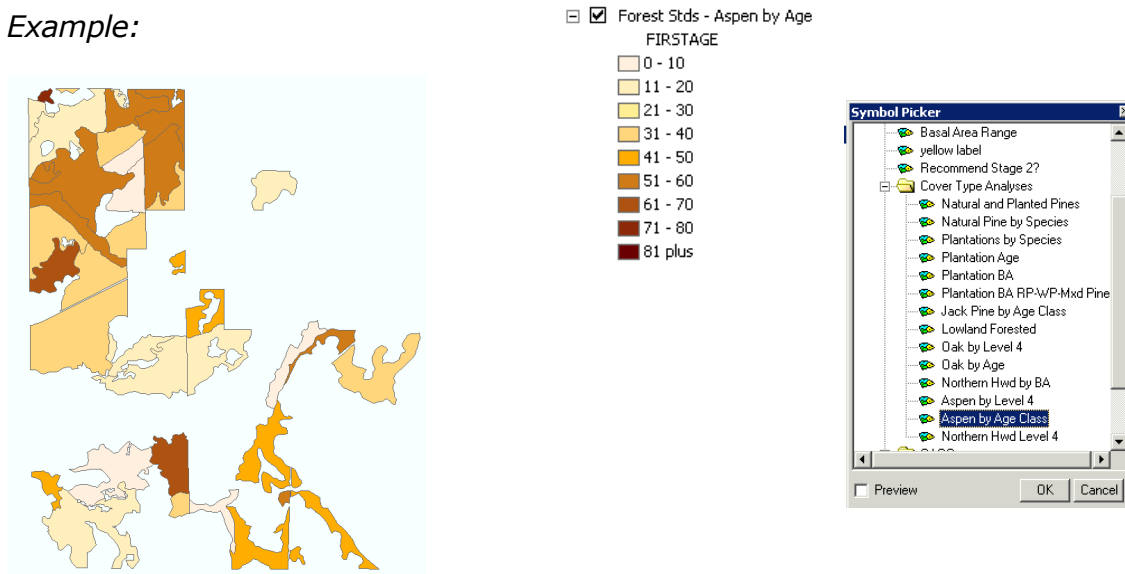 Example:
Forest Stds - Aspen by Age
FIRSTAGE
0 - 10
11 - 20
21 - 30
31 - 40
41 - 50
51 - 60
61 - 70
71 - 80
81 plus
Symbol Picker
Basal Area Range
yellow label
Recommend Stage 2?
Cover Type Analyses
Natural and Planted Pines
Natural Pine by Species
Plantations by Species
Plantation Age
Plantation BA
Plantation BA RP-WP-Mxd Pine
Jack Pine by Age Class
Lowland Forested
Oak by Level 4
Oak by Age
Northern Hwd by BA
Aspen by Level 4
Aspen by Age Class
Northern Hwd Level 4
Preview
OK
Cancel